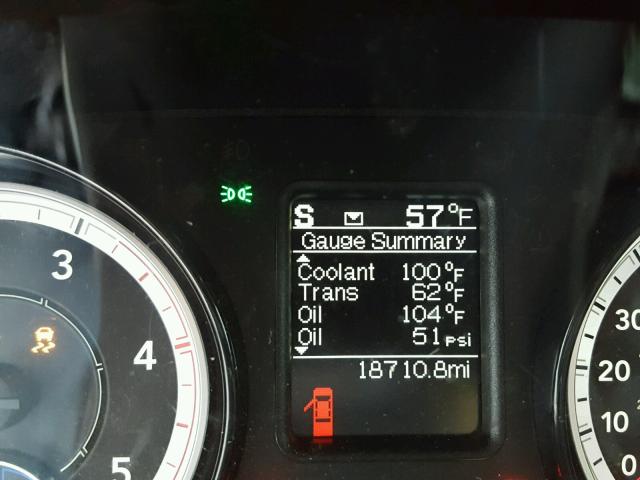 S 57°F
Gauge Summary
Coolant 100°F
Trans 62°F
Oil 104°F
Oil 51 PSI
18710.8mi
3
4
5
30
20
10
0